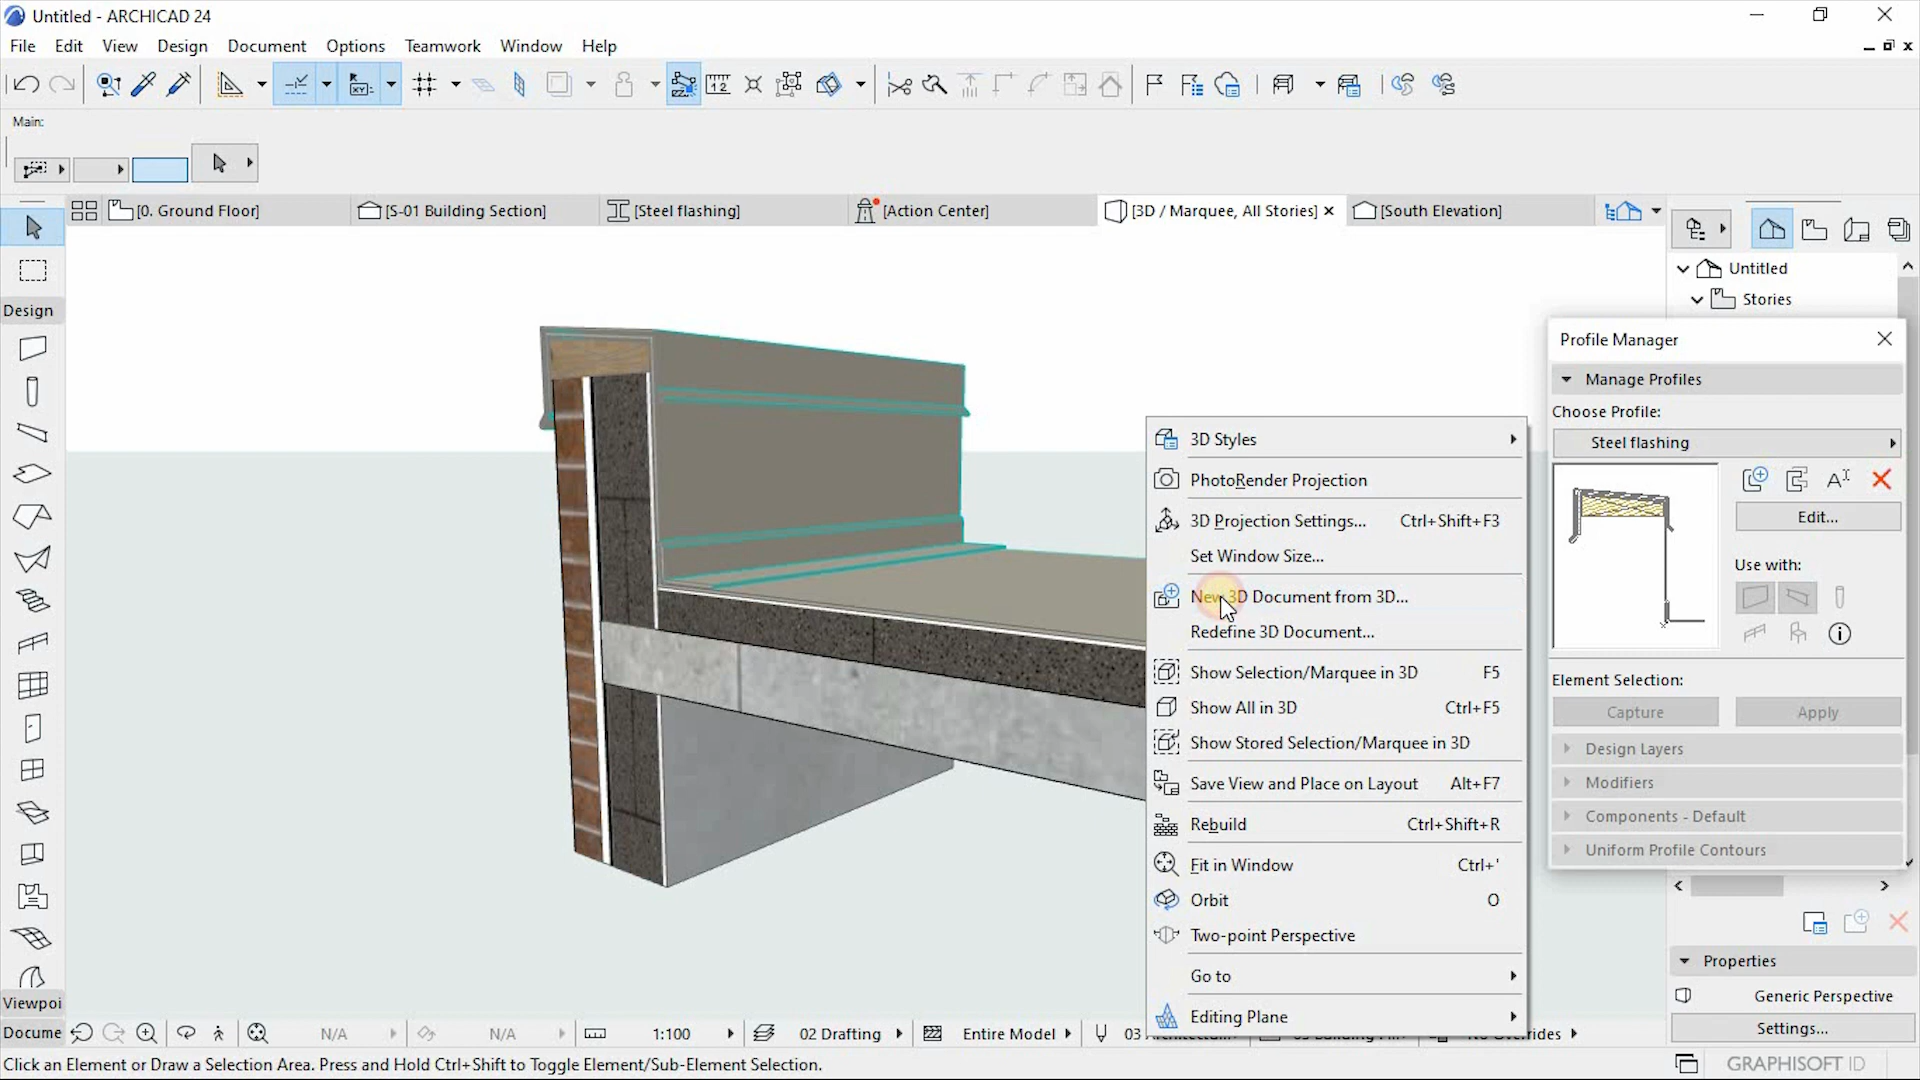 Untitled - ARCHICAD 24
File Edit View Design Document Options Teamwork Window Help
Main:
[0. Ground Floor] [S-01 Building Section] [Steel flashing] [Action Center] [3D / Marquee, All Stories] [South Elevation]
Untitled
Stories
Design
Profile Manager
Manage Profiles
Choose Profile:
Steel flashing
Edit...
Use with:
Element Selection:
Capture Apply
Design Layers
Modifiers
Components - Default
Uniform Profile Contours
3D Styles
PhotoRender Projection
3D Projection Settings... Ctrl+Shift+F3
Set Window Size...
New 3D Document from 3D...
Redefine 3D Document...
Show Selection/Marquee in 3D F5
Show All in 3D Ctrl+F5
Show Stored Selection/Marquee in 3D
Save View and Place on Layout Alt+F7
Rebuild Ctrl+Shift+R
Fit in Window Ctrl+'
Orbit O
Two-point Perspective
Go to
Editing Plane
Properties
Generic Perspective
Settings...
Viewpoi
Docume N/A N/A 1:100 02 Drafting Entire Model 03
Click an Element or Draw a Selection Area. Press and Hold Ctrl+Shift to Toggle Element/Sub-Element Selection.
GRAPHISOFT ID